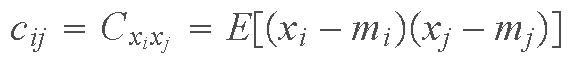 $c_{ij} = C_{x_i x_j} = E[(x_i - m_i)(x_j - m_j)]$